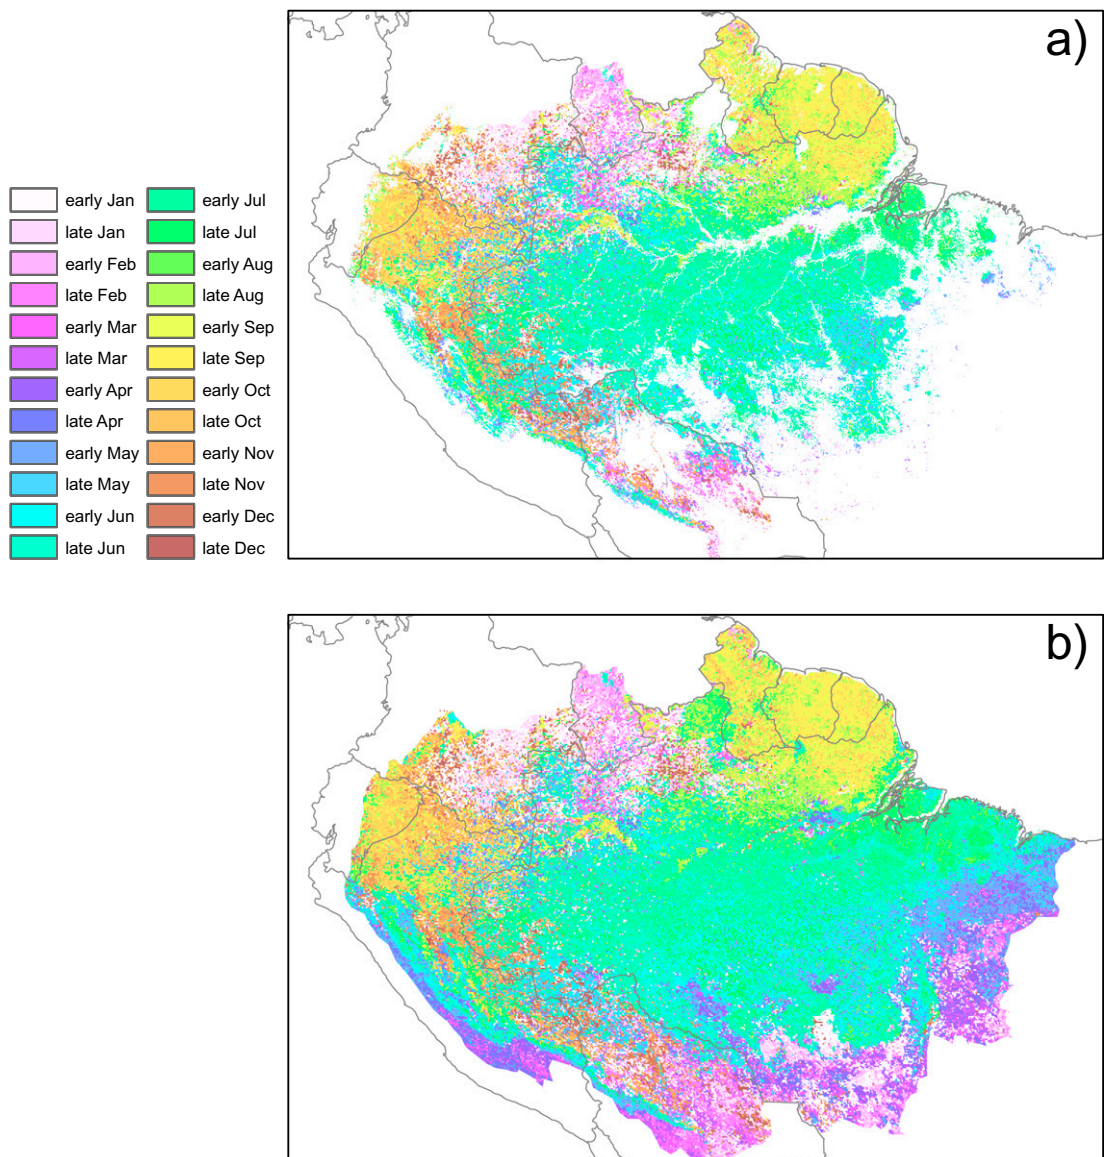 a)
early Jan early Jul
late Jan late Jul
early Feb early Aug
late Feb late Aug
early Mar early Sep
late Mar late Sep
early Apr early Oct
late Apr late Oct
early May early Nov
late May late Nov
early Jun early Dec
late Jun late Dec
b)